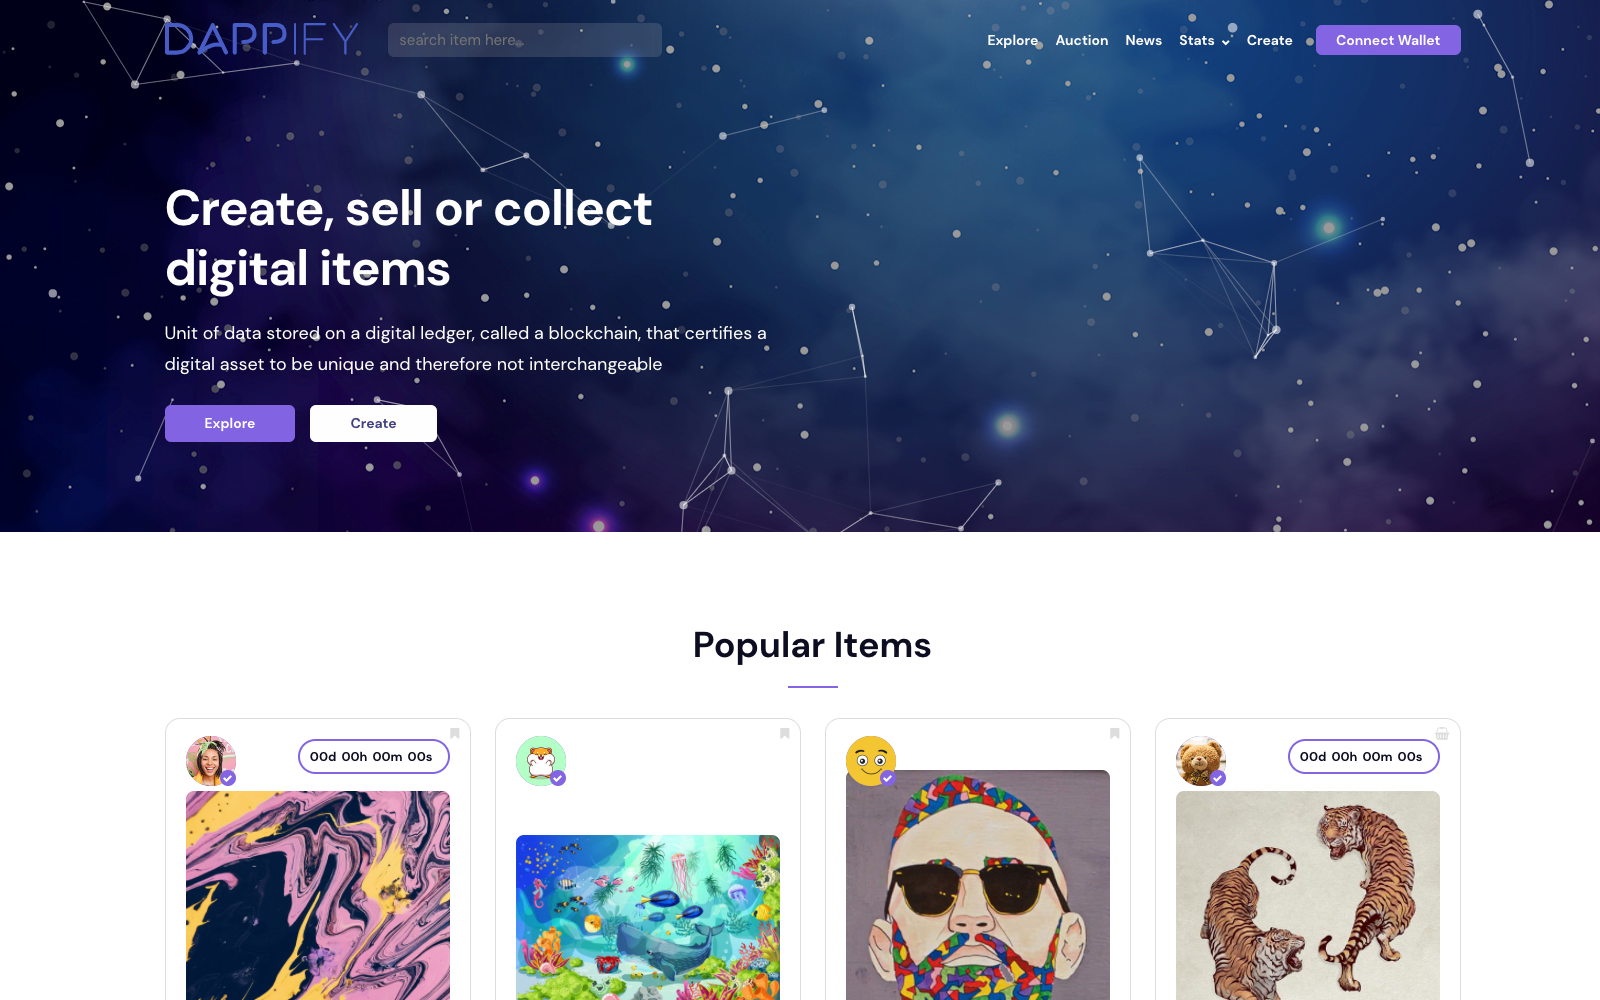 DAPPIFY
search item here...
Explore Auction News Stats Create Connect Wallet
Create, sell or collect
digital items
Unit of data stored on a digital ledger, called a blockchain, that certifies a
digital asset to be unique and therefore not interchangeable
Explore Create
Popular Items
00d 00h 00m 00s
00d 00h 00m 00s